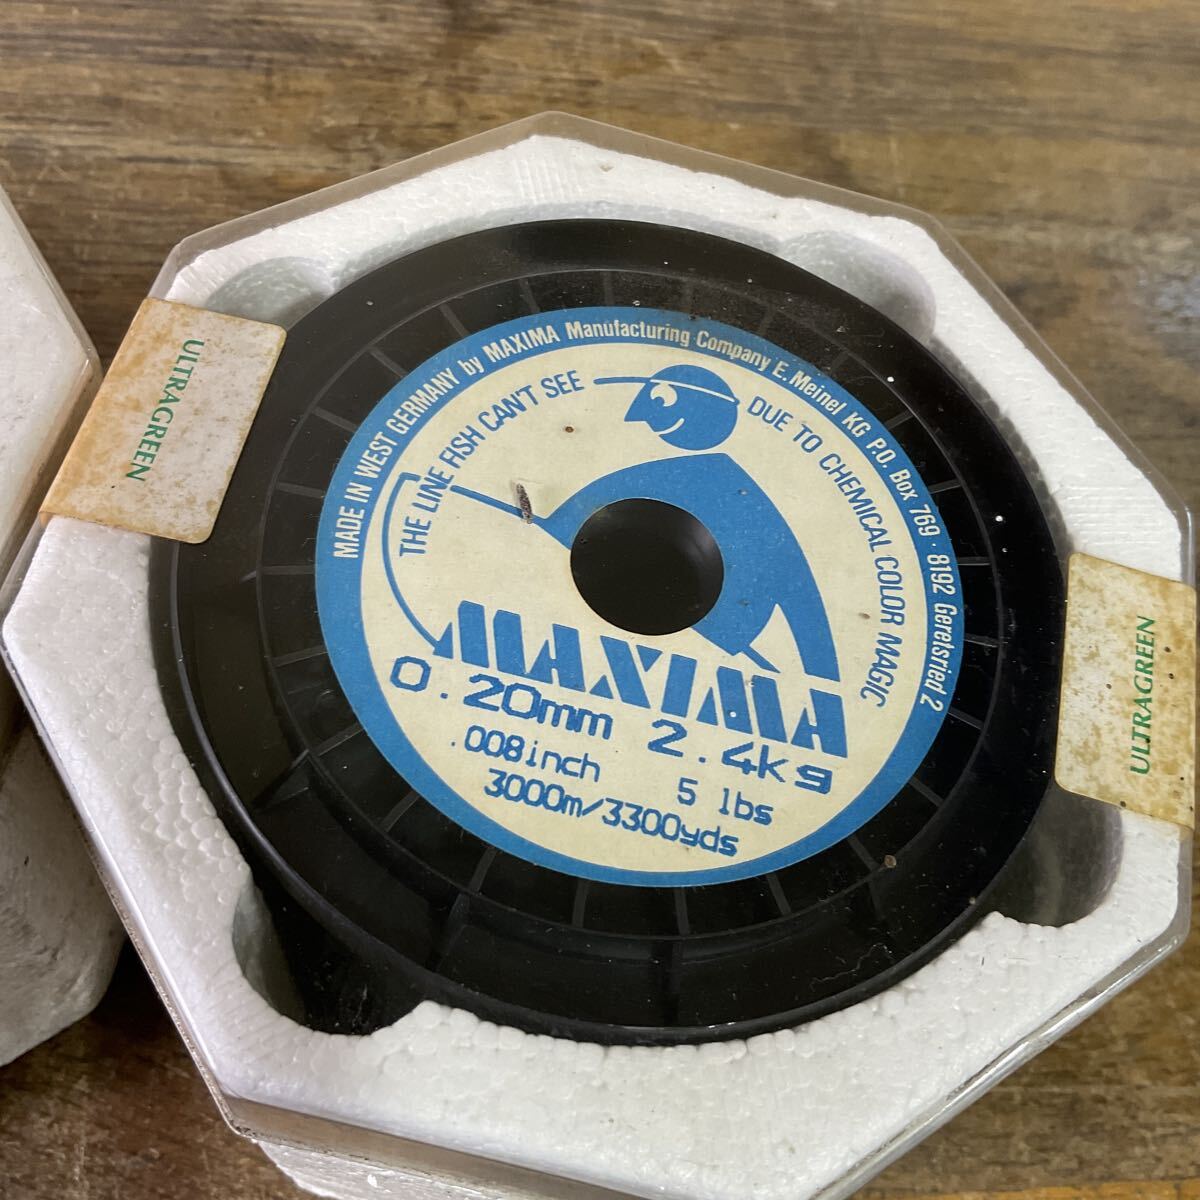 MADE IN WEST GERMANY by MAXIMA Manufacturing Company E. Meinel KG P.O. Box 769 · 8192 Geretsried 2
THE LINE FISH CAN'T SEE DUE TO CHEMICAL COLOR MAGIC
MAXIMA
0.20mm 2.4kg
.008inch 5 lbs
3000m/3300yds
ULTRAGREEN
ULTRAGREEN